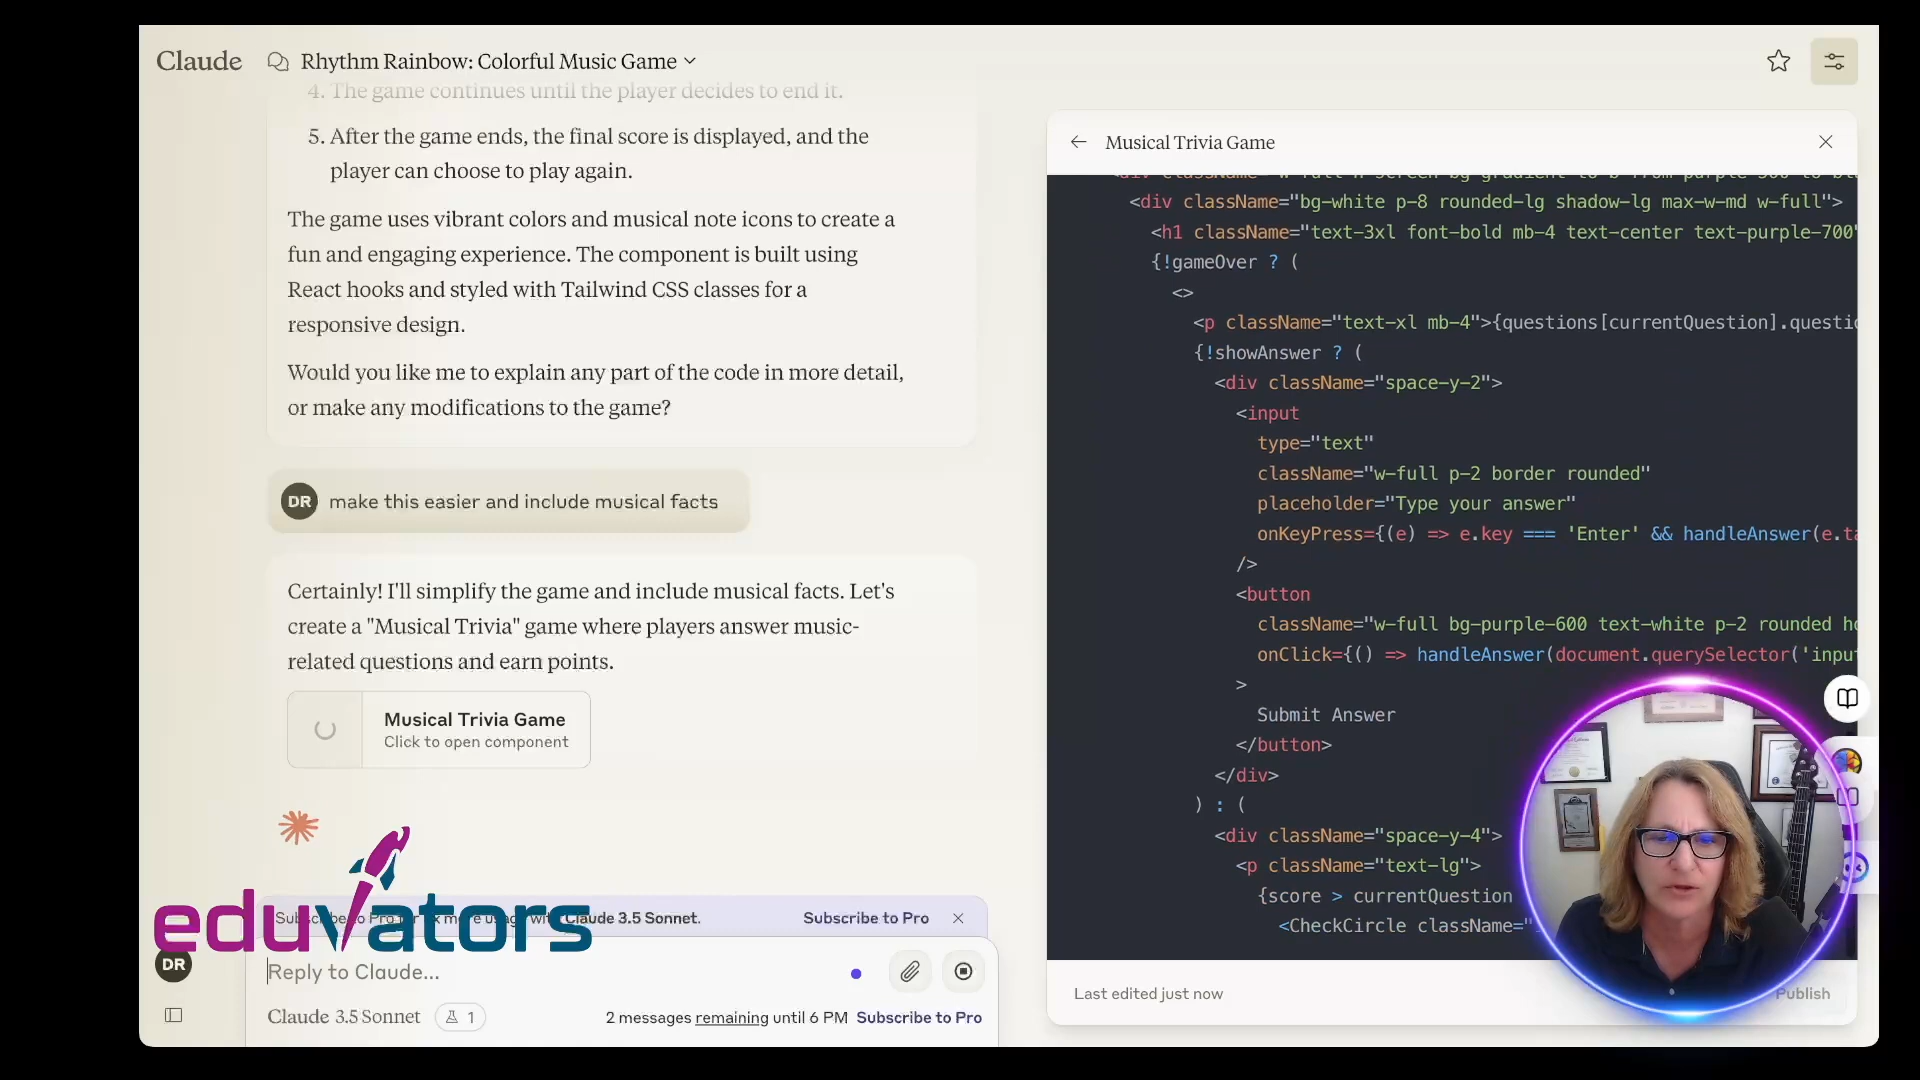 Claude
Rhythm Rainbow: Colorful Music Game
4. The game continues until the player decides to end it.
5. After the game ends, the final score is displayed, and the
player can choose to play again.
The game uses vibrant colors and musical note icons to create a
fun and engaging experience. The component is built using
React hooks and styled with Tailwind CSS classes for a
responsive design.
Would you like me to explain any part of the code in more detail,
or make any modifications to the game?
DR make this easier and include musical facts
Certainly! I'll simplify the game and include musical facts. Let's
create a "Musical Trivia" game where players answer music-
related questions and earn points.
Musical Trivia Game
Click to open component
eduvators
Subscribe to Pro for more usage with Claude 3.5 Sonnet.
Subscribe to Pro
DR
Reply to Claude...
Claude 3.5 Sonnet
1
2 messages remaining until 6 PM Subscribe to Pro
Musical Trivia Game
<div className="bg-white p-8 rounded-lg shadow-lg max-w-md w-full">
<h1 className="text-3xl font-bold mb-4 text-center text-purple-700"
{!gameOver ? (
<>
<p className="text-xl mb-4">{questions[currentQuestion].questio
{!showAnswer ? (
<div className="space-y-2">
<input
type="text"
className="w-full p-2 border rounded"
placeholder="Type your answer"
onKeyPress={(e) => e.key === 'Enter' && handleAnswer(e.ta
/>
<button
className="w-full bg-purple-600 text-white p-2 rounded ho
onClick={() => handleAnswer(document.querySelector('input
>
Submit Answer
</button>
</div>
) : (
<div className="space-y-4">
<p className="text-lg">
{score > currentQuestion
<CheckCircle className="
Last edited just now
Publish